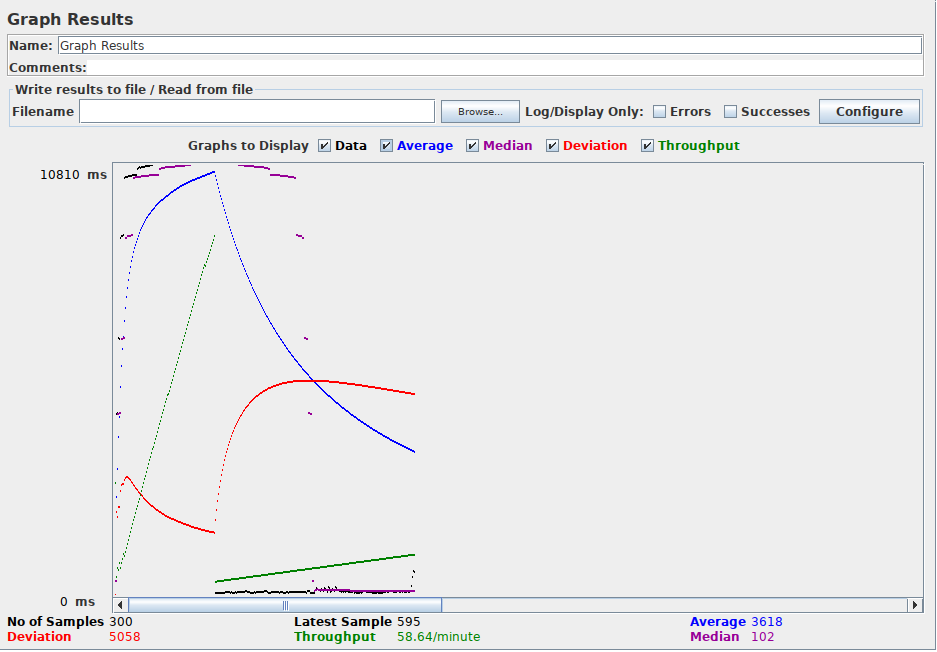 Graph Results
Name: Graph Results
Comments:
Write results to file / Read from file
Filename Browse... Log/Display Only: Errors Successes Configure
Graphs to Display Data Average Median Deviation Throughput
10810 ms
0 ms
No of Samples 300 Latest Sample 595 Average 3618
Deviation 5058 Throughput 58.64/minute Median 102